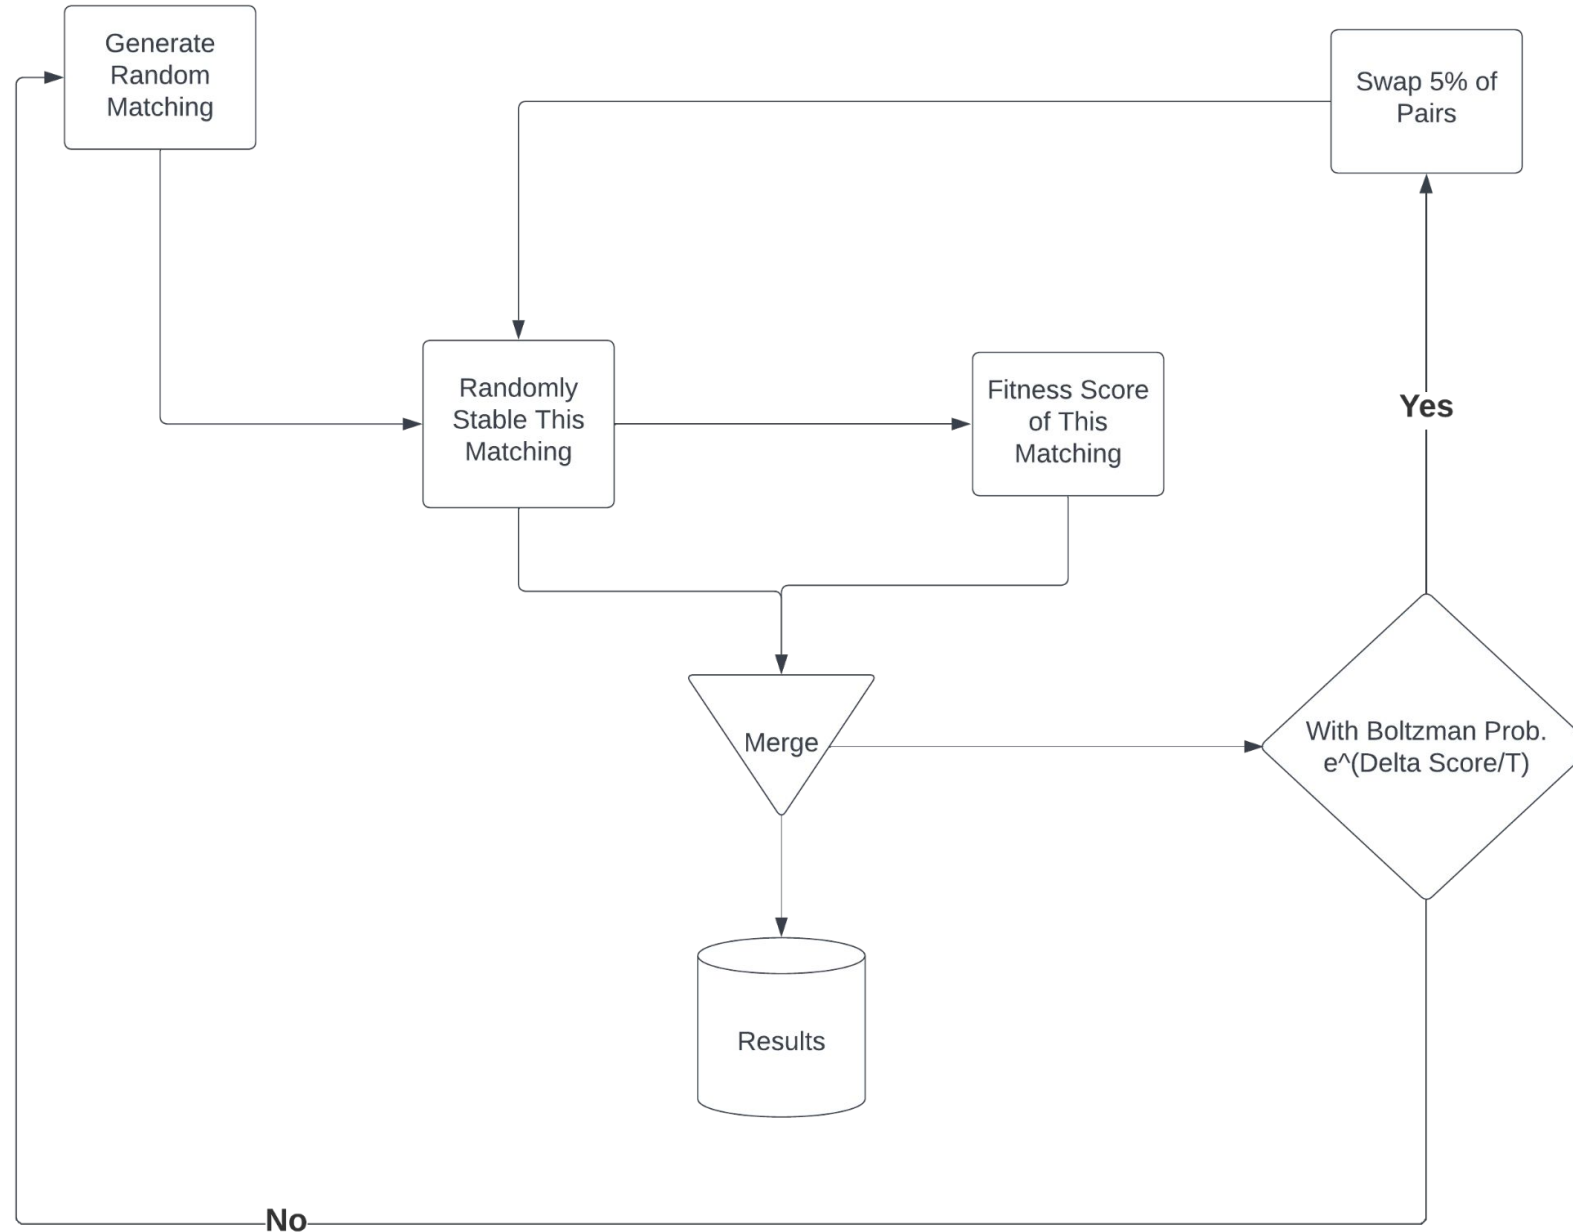 Generate
Random
Matching
Swap 5% of
Pairs
Randomly
Stable This
Matching
Fitness Score
of This
Matching
Yes
Merge
With Boltzman Prob.
e^(Delta Score/T)
Results
No